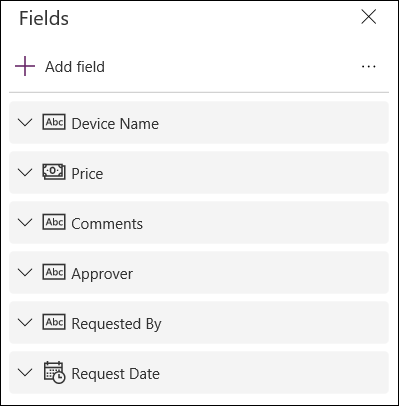 Fields
Add field
Abc Device Name
Price
Abc Comments
Abc Approver
Abc Requested By
Request Date